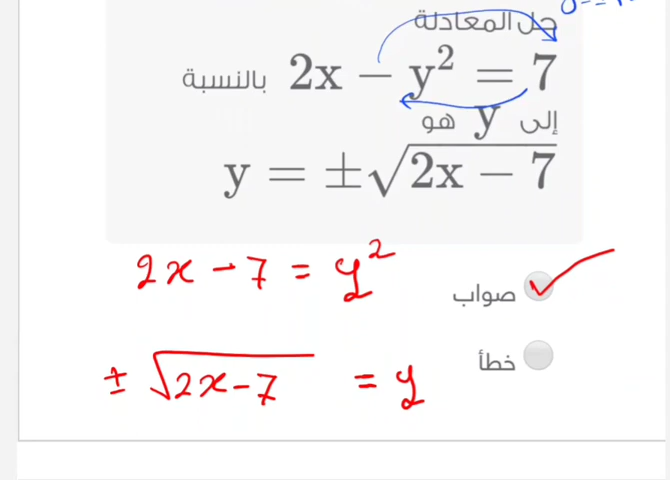 حل المعادلة
2x − y² = 7 بالنسبة
إلى y هو
y = ±√(2x − 7)
2x − 7 = y²
صواب ✓
± √(2x − 7) = y
خطأ